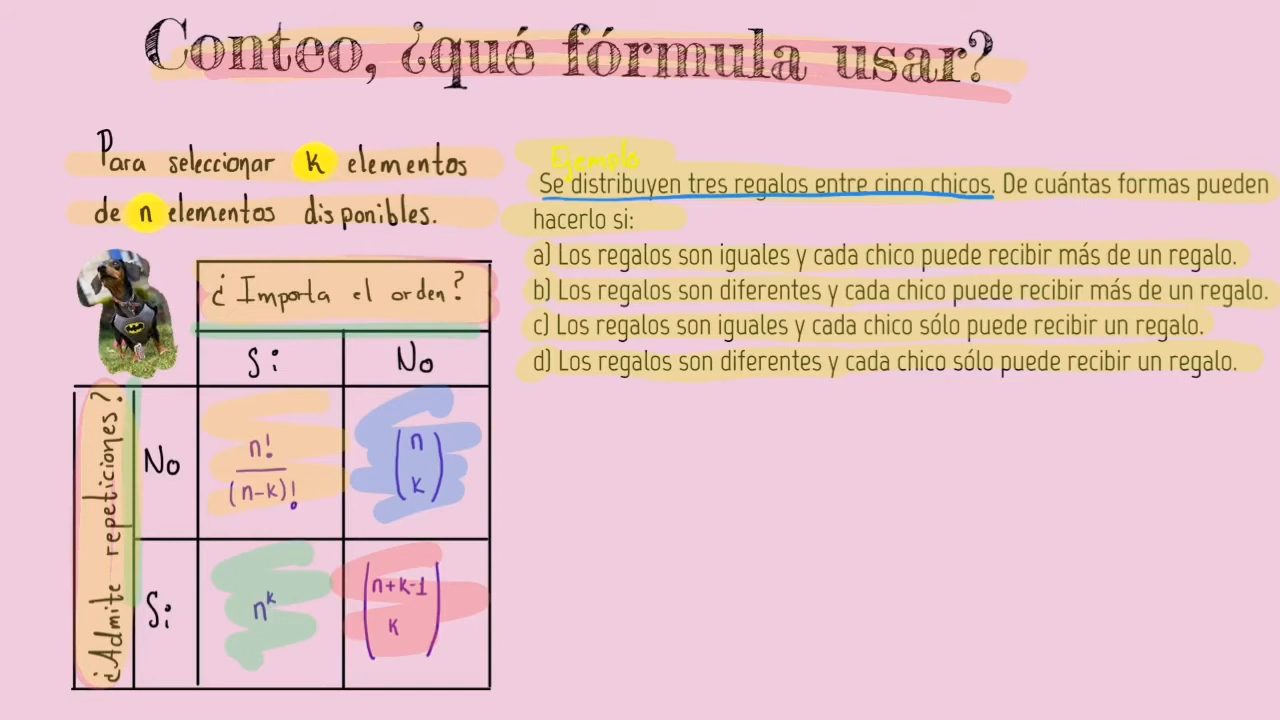 Conteo, ¿qué fórmula usar?
Para seleccionar k elementos
de n elementos disponibles.
Ejemplo
Se distribuyen tres regalos entre cinco chicos. De cuántas formas pueden
hacerlo si:
a) Los regalos son iguales y cada chico puede recibir más de un regalo.
b) Los regalos son diferentes y cada chico puede recibir más de un regalo.
c) Los regalos son iguales y cada chico sólo puede recibir un regalo.
d) Los regalos son diferentes y cada chico sólo puede recibir un regalo.
¿Importa el orden?
Si No
¿Admite repeticiones?
No
n!
(n-k)!
n
k
Si
n^k
n+k-1
k